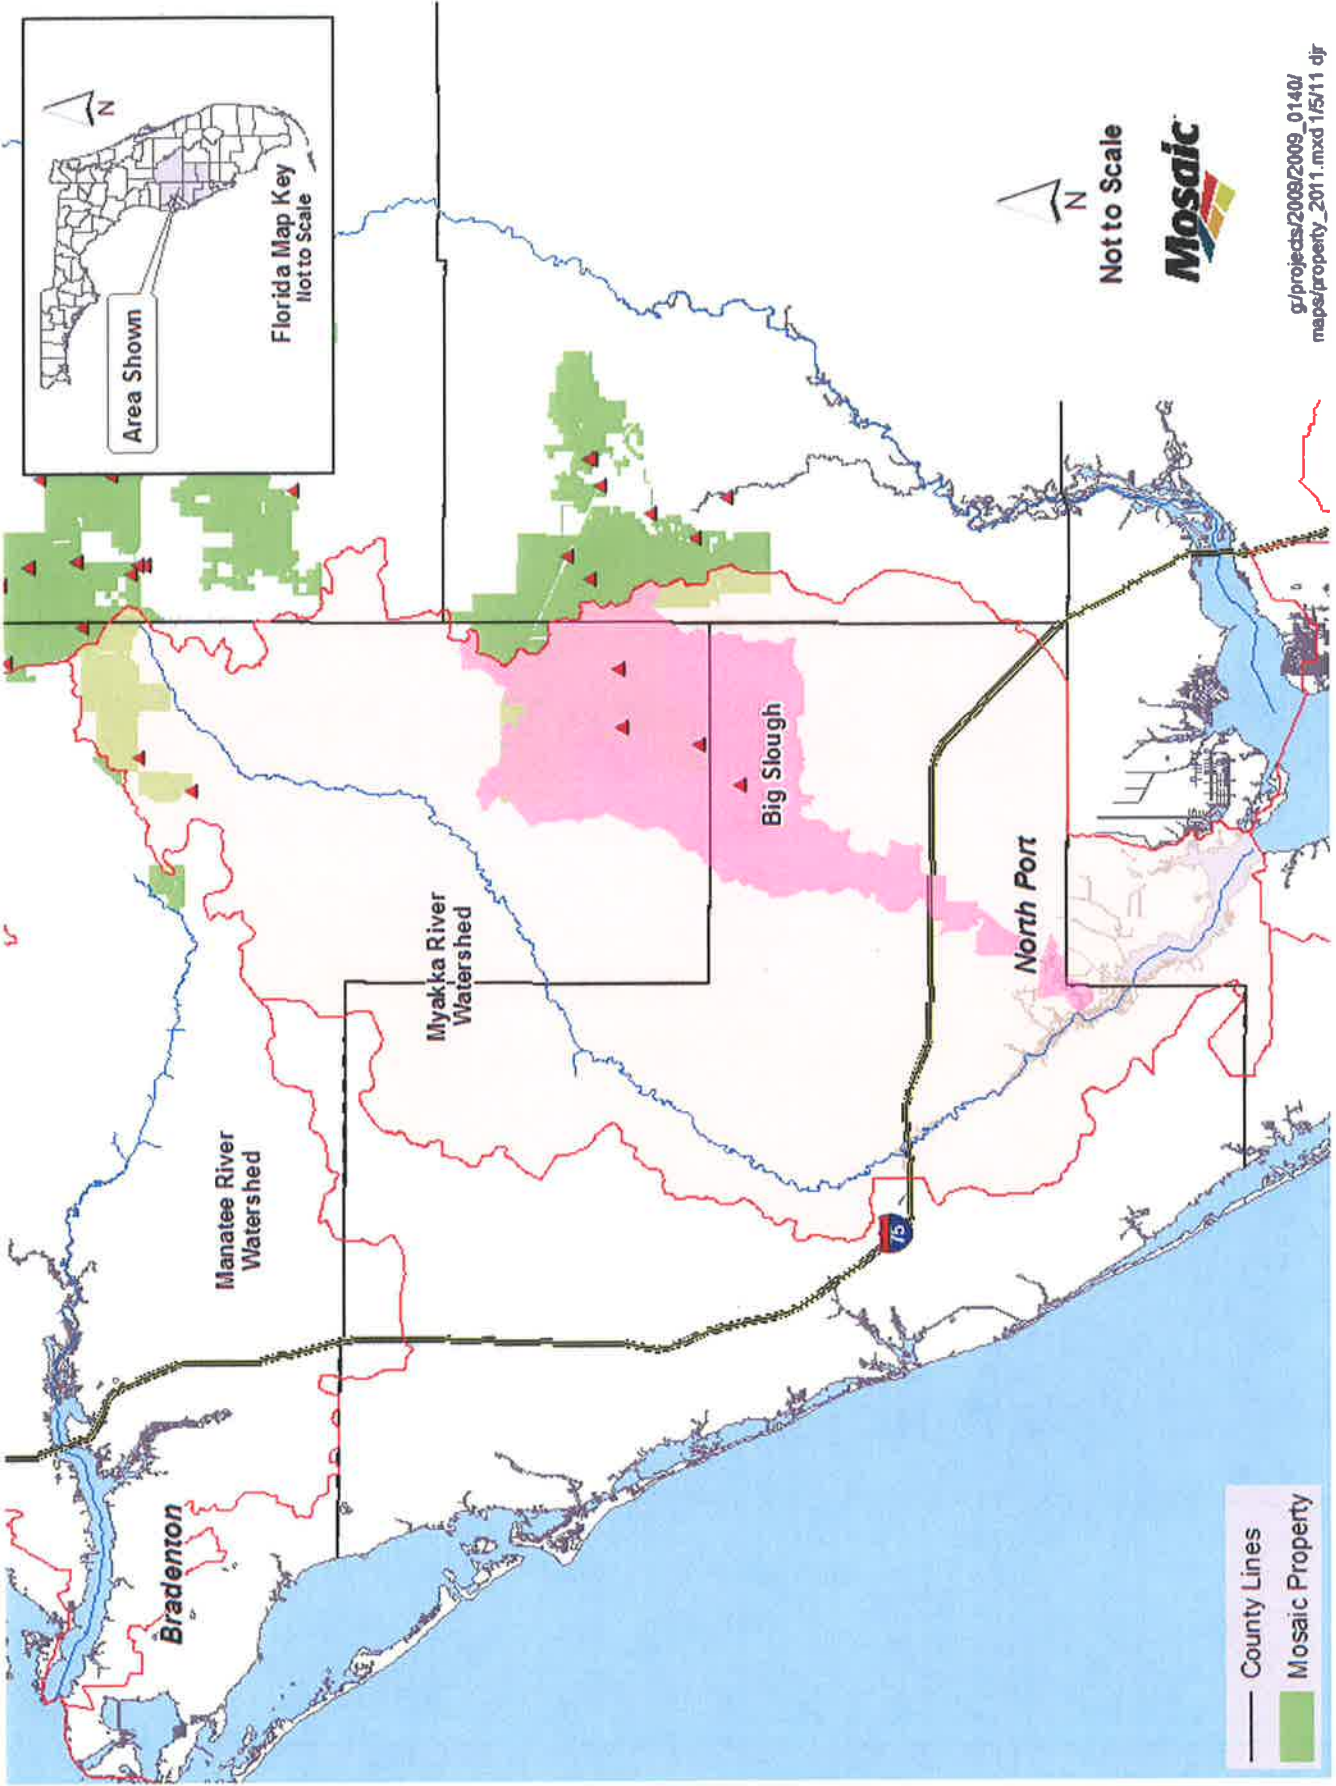 N
Area Shown
Florida Map Key
Not to Scale
Manatee River
Watershed
Bradenton
Myakka River
Watershed
75
Big Slough
North Port
N
Not to Scale
Mosaic
County Lines
Mosaic Property
g:/projects/2009/2009_0140/
maps/property_2011.mxd 1/5/11 djr